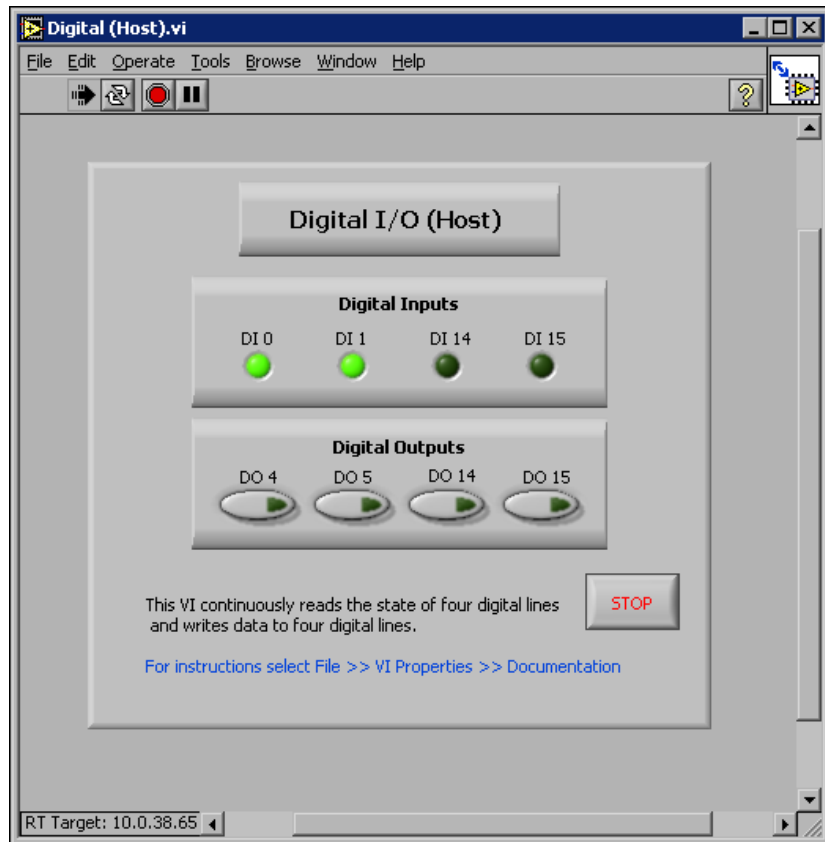 Digital (Host).vi
File Edit Operate Tools Browse Window Help
?
Digital I/O (Host)
Digital Inputs
DI 0 DI 1 DI 14 DI 15
Digital Outputs
DO 4 DO 5 DO 14 DO 15
This VI continuously reads the state of four digital lines
and writes data to four digital lines.
STOP
For instructions select File >> VI Properties >> Documentation
RT Target: 10.0.38.65